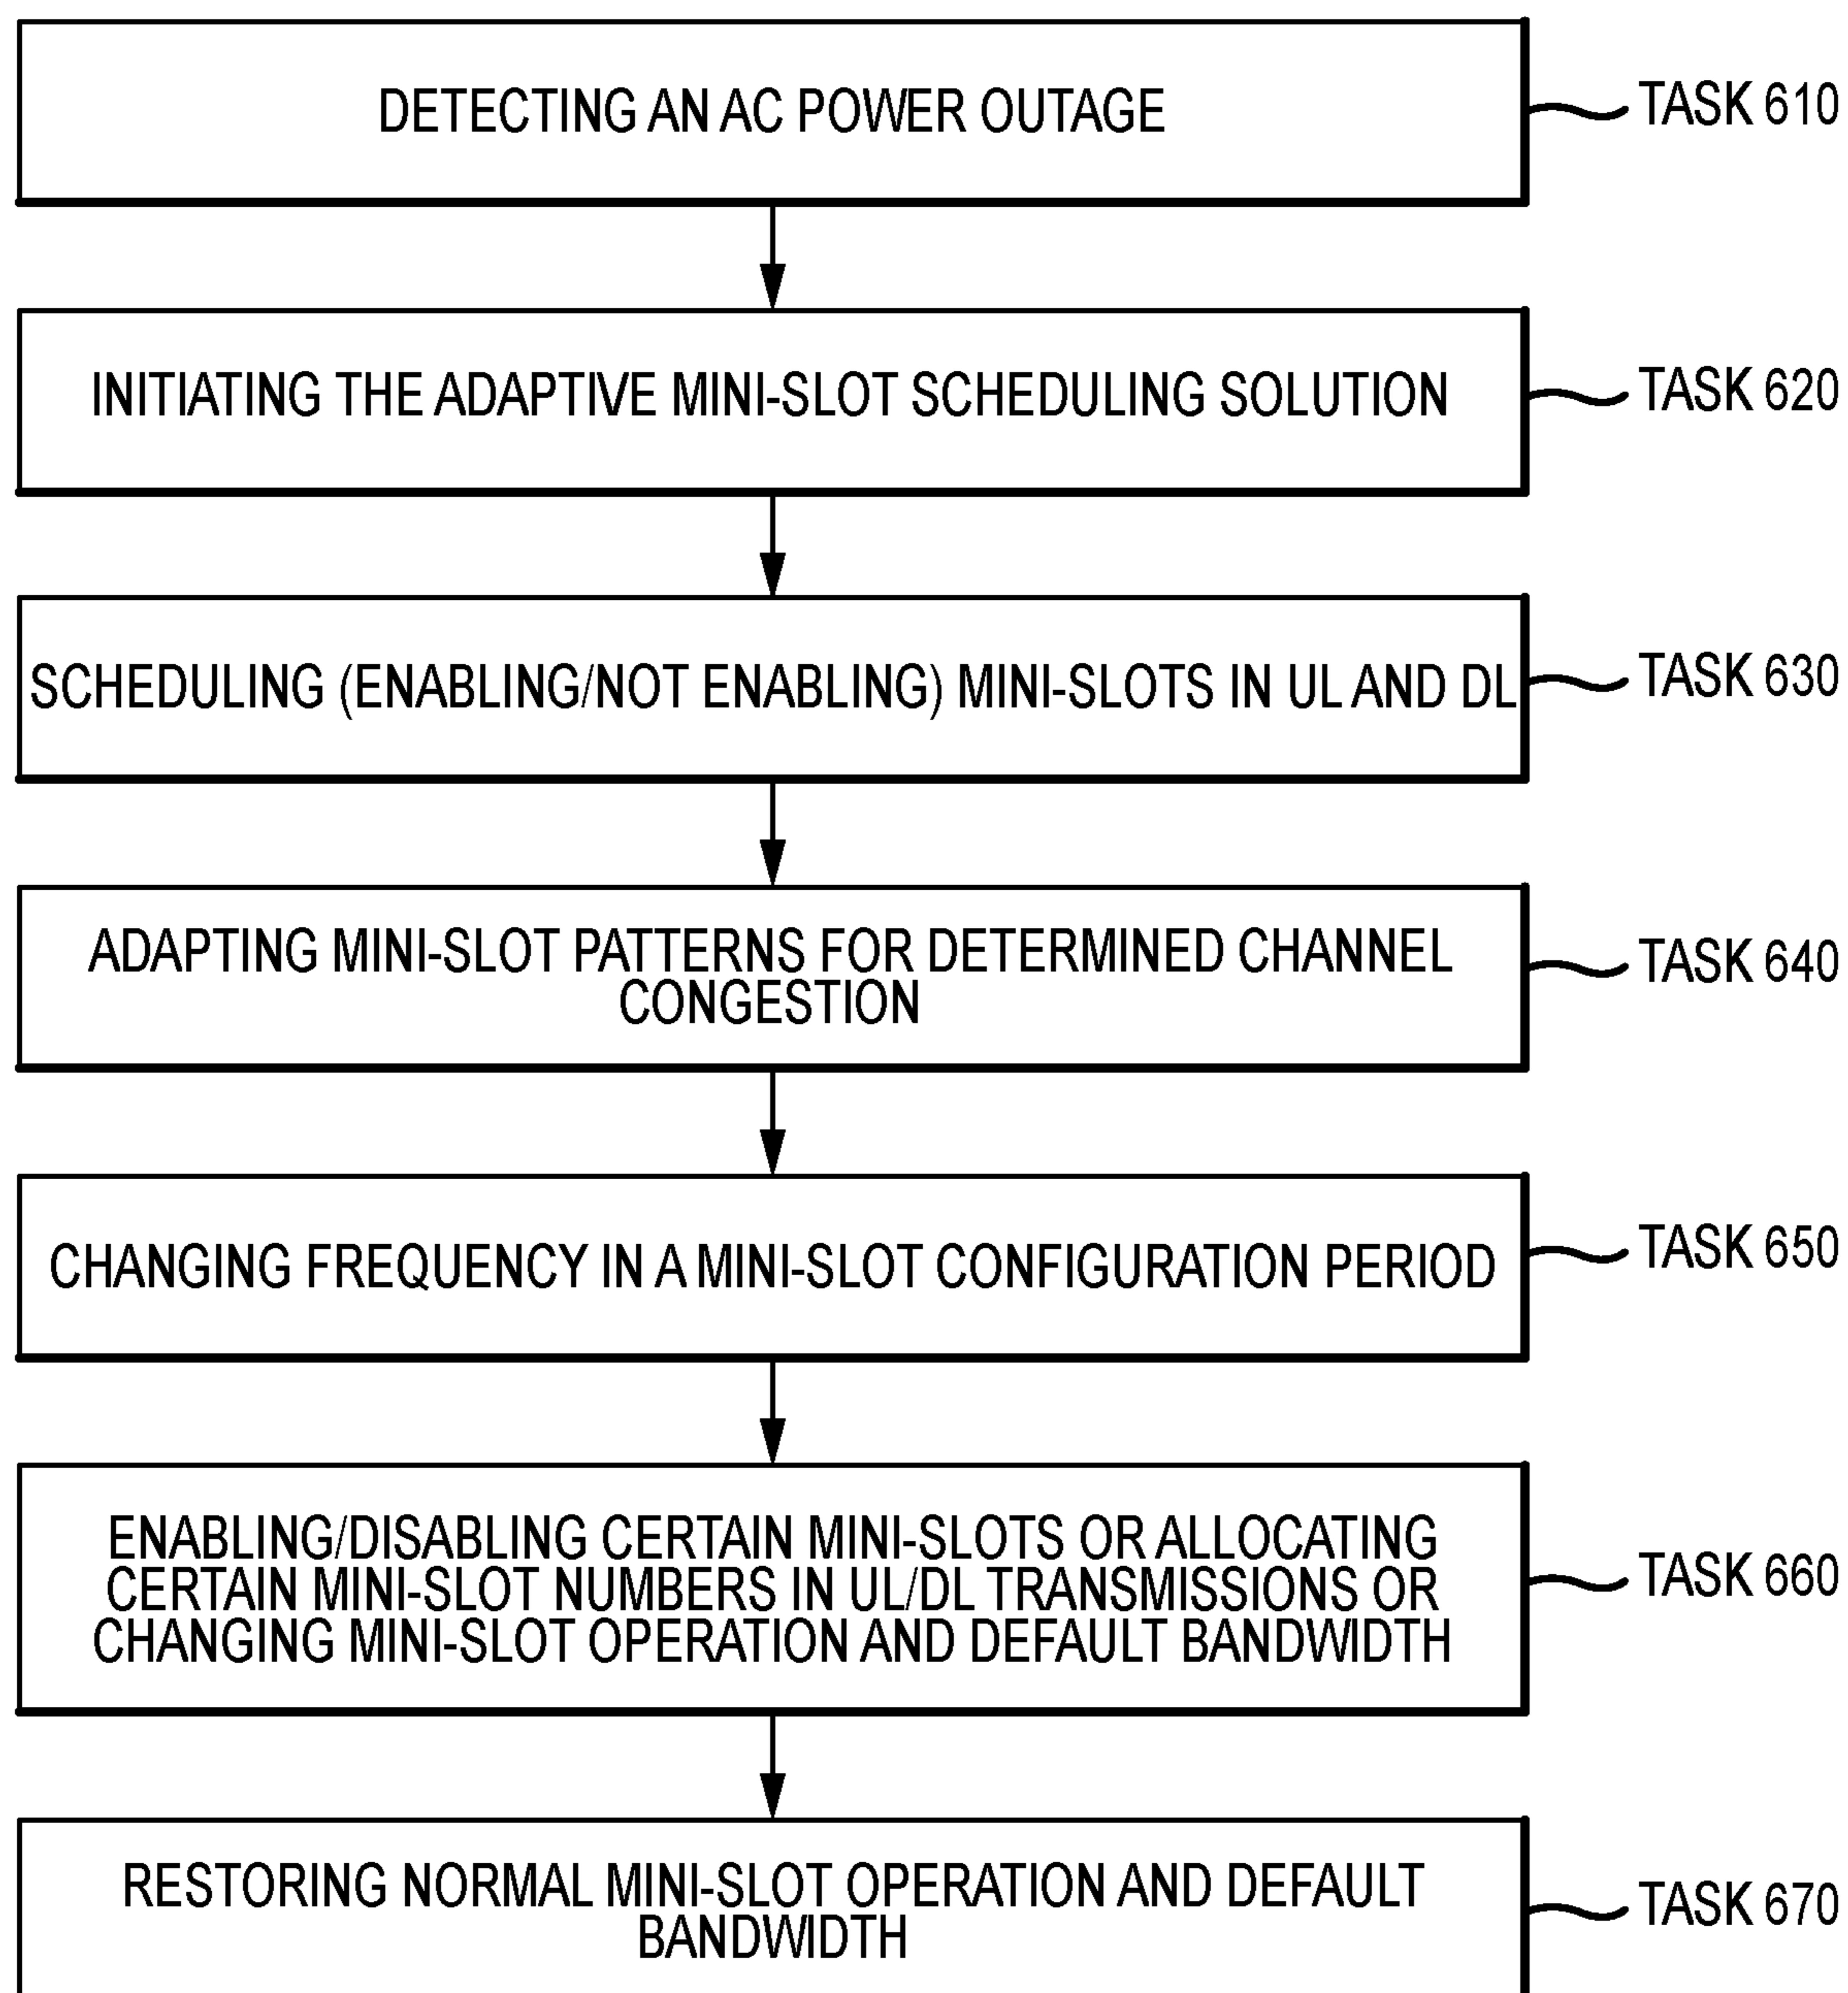 DETECTING AN AC POWER OUTAGE
TASK 610
INITIATING THE ADAPTIVE MINI-SLOT SCHEDULING SOLUTION
TASK 620
SCHEDULING (ENABLING/NOT ENABLING) MINI-SLOTS IN UL AND DL
TASK 630
ADAPTING MINI-SLOT PATTERNS FOR DETERMINED CHANNEL
CONGESTION
TASK 640
CHANGING FREQUENCY IN A MINI-SLOT CONFIGURATION PERIOD
TASK 650
ENABLING/DISABLING CERTAIN MINI-SLOTS OR ALLOCATING
CERTAIN MINI-SLOT NUMBERS IN UL/DL TRANSMISSIONS OR
CHANGING MINI-SLOT OPERATION AND DEFAULT BANDWIDTH
TASK 660
RESTORING NORMAL MINI-SLOT OPERATION AND DEFAULT
BANDWIDTH
TASK 670